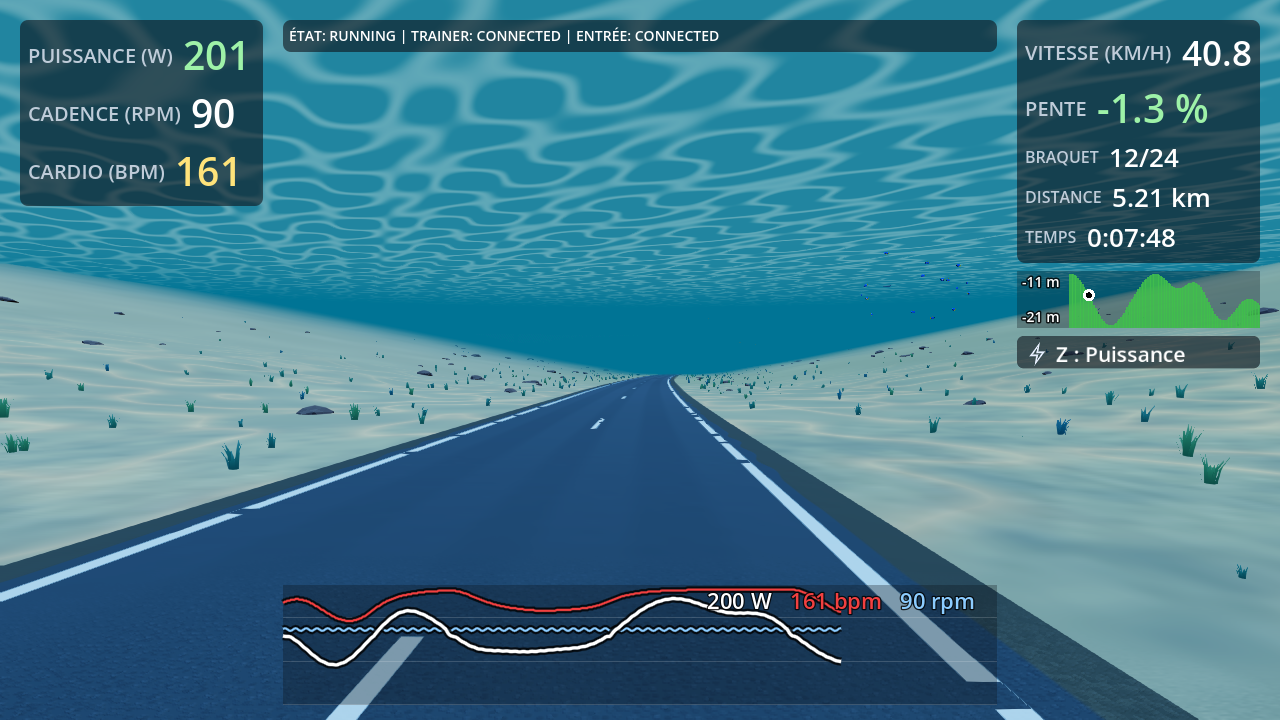 PUISSANCE (W) 201
CADENCE (RPM) 90
CARDIO (BPM) 161
ÉTAT: RUNNING | TRAINER: CONNECTED | ENTRÉE: CONNECTED
VITESSE (KM/H) 40.8
PENTE -1.3 %
BRAQUET 12/24
DISTANCE 5.21 km
TEMPS 0:07:48
-11 m
-21 m
Z : Puissance
200 W 161 bpm 90 rpm